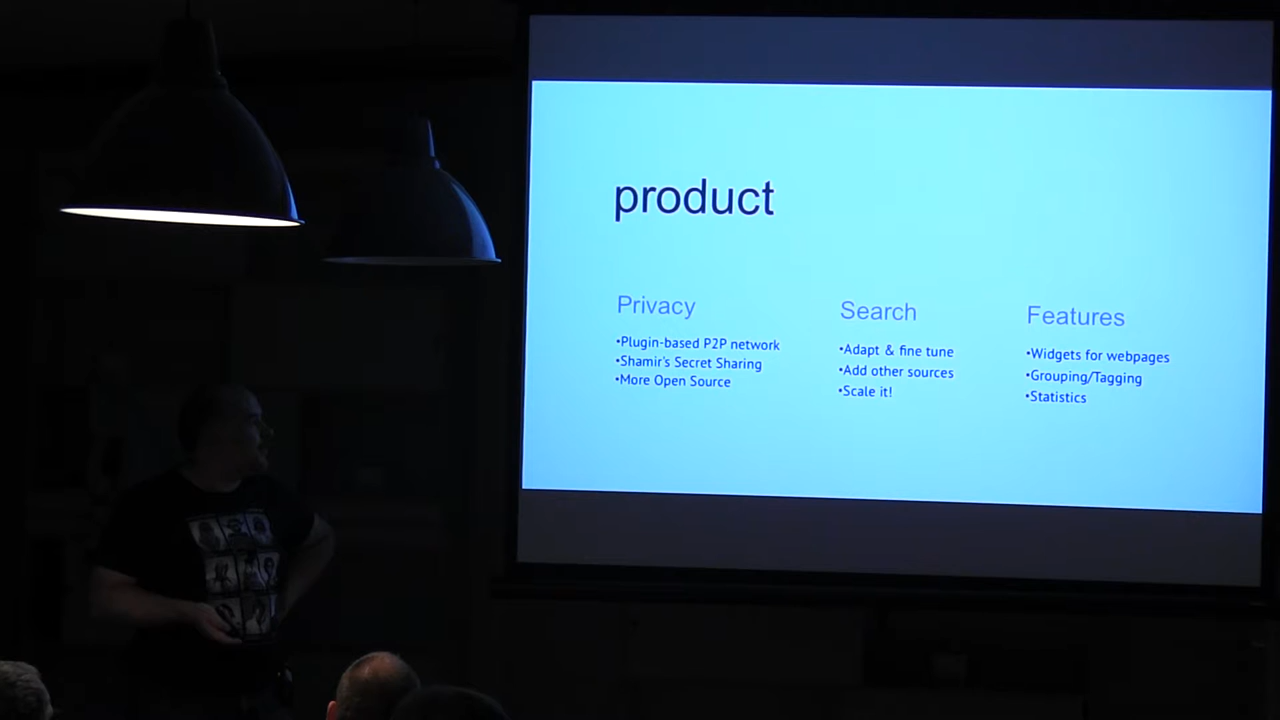 product
Privacy
•Plugin-based P2P network
•Shamir's Secret Sharing
•More Open Source
Search
•Adapt & fine tune
•Add other sources
•Scale it!
Features
•Widgets for webpages
•Grouping/Tagging
•Statistics